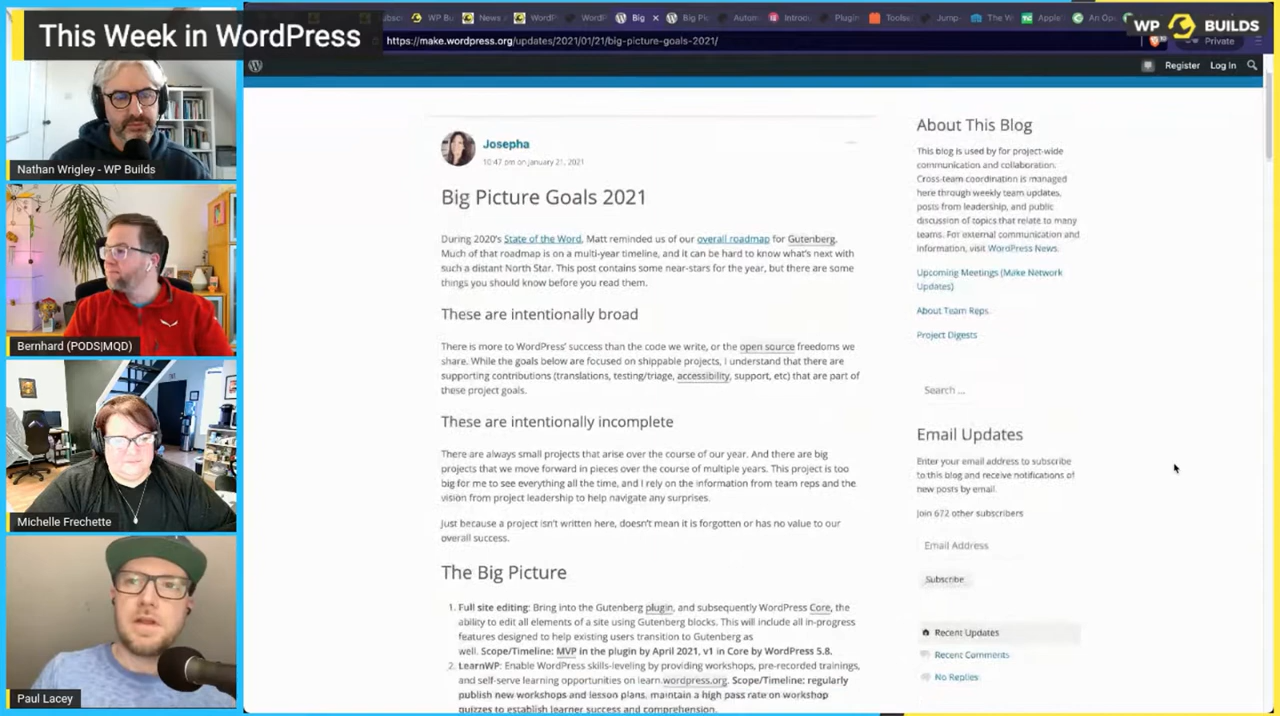 This Week in WordPress
WP BUILDS
Big
https://make.wordpress.org/updates/2021/01/21/big-picture-goals-2021/
Private
Register
Log In
Nathan Wrigley - WP Builds
Bernhard (PODS|MQD)
Michelle Frechette
Paul Lacey
Josepha
10:47 pm on January 21, 2021
Big Picture Goals 2021
During 2020's State of the Word, Matt reminded us of our overall roadmap for Gutenberg.
Much of that roadmap is on a multi-year timeline, and it can be hard to know what's next with
such a distant North Star. This post contains some near-stars for the year, but there are some
things you should know before you read them.
These are intentionally broad
There is more to WordPress' success than the code we write, or the open source freedoms we
share. While the goals below are focused on shippable projects, I understand that there are
supporting contributions (translations, testing/triage, accessibility, support, etc) that are part of
these project goals.
These are intentionally incomplete
There are always small projects that arise over the course of our year. And there are big
projects that we move forward in pieces over the course of multiple years. This project is too
big for me to see everything all the time, and I rely on the information from team reps and the
vision from project leadership to help navigate any surprises.
Just because a project isn't written here, doesn't mean it is forgotten or has no value to our
overall success.
The Big Picture
1. Full site editing: Bring into the Gutenberg plugin, and subsequently WordPress Core, the
ability to edit all elements of a site using Gutenberg blocks. This will include all in-progress
features designed to help existing users transition to Gutenberg as
well. Scope/Timeline: MVP in the plugin by April 2021, v1 in Core by WordPress 5.8.
2. LearnWP: Enable WordPress skills-leveling by providing workshops, pre-recorded trainings,
and self-serve learning opportunities on learn.wordpress.org. Scope/Timeline: regularly
publish new workshops and lesson plans, maintain a high pass rate on workshop
quizzes to establish learner success and comprehension.
About This Blog
This blog is used by for project-wide
communication and collaboration.
Cross-team coordination is managed
here through weekly team updates,
posts from leadership, and public
discussion of topics that relate to many
teams. For external communication and
information, visit WordPress News.
Upcoming Meetings (Make Network
Updates)
About Team Reps
Project Digests
Search ...
Email Updates
Enter your email address to subscribe
to this blog and receive notifications of
new posts by email.
Join 672 other subscribers
Email Address
Subscribe
Recent Updates
Recent Comments
No Replies